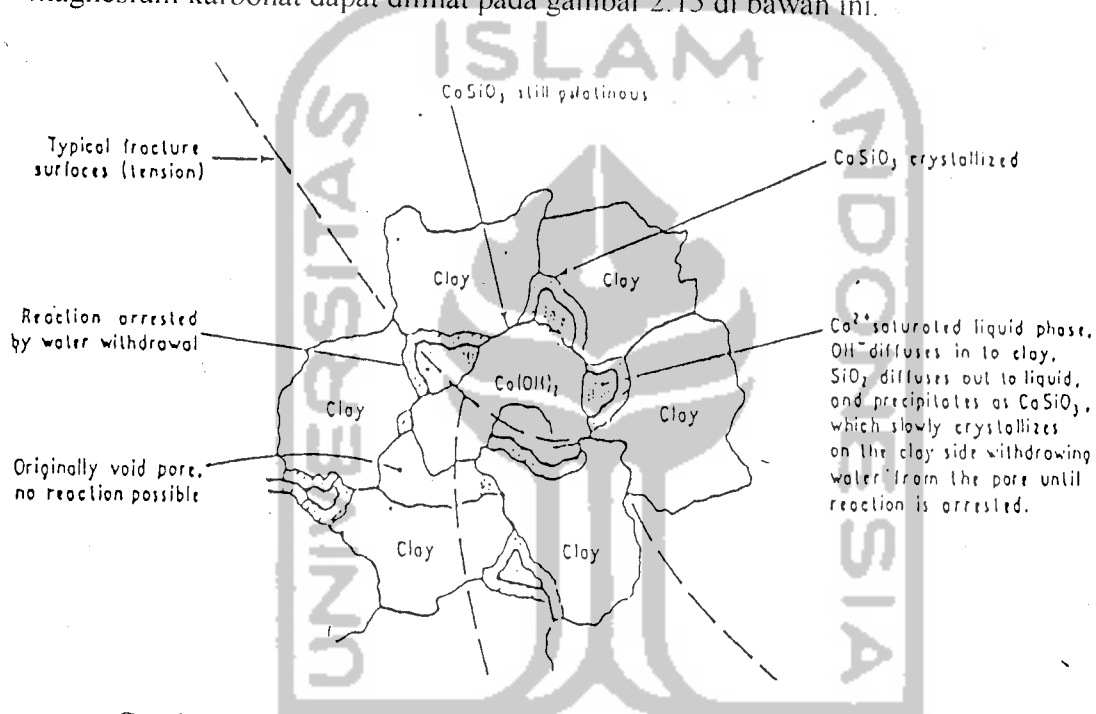 magnesium karbonat dapat dilihat pada gambar 2.15 di bawah ini.
ISLAM
UNIVERSITAS
INDONESIA
CaSiO₃ still gelatinous
Typical fracture
surfaces (tension)
CaSiO₃ crystallized
Clay
Clay
Reaction arrested
by water withdrawal
Ca²⁺ saturated liquid phase,
OH⁻ diffuses in to clay,
SiO₂ diffuses out to liquid,
and precipitates as CaSiO₃,
which slowly crystallizes
on the clay side withdrawing
water from the pore until
reaction is arrested.
Ca(OH)₂
Clay
Clay
Originally void pore,
no reaction possible
Clay
Clay